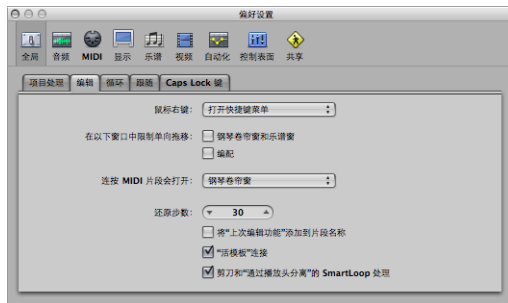 偏好设置
全局 音频 MIDI 显示 乐谱 视频 自动化 控制表面 共享
项目处理 编辑 循环 跟随 Caps Lock 键
鼠标右键: 打开快捷键菜单
在以下窗口中限制单向拖移: 钢琴卷帘窗和乐谱窗
编配
连按 MIDI 片段会打开: 钢琴卷帘窗
还原步数: 30
将“上次编辑功能”添加到片段名称
“活模板”连接
剪刀和“通过播放头分离”的 SmartLoop 处理